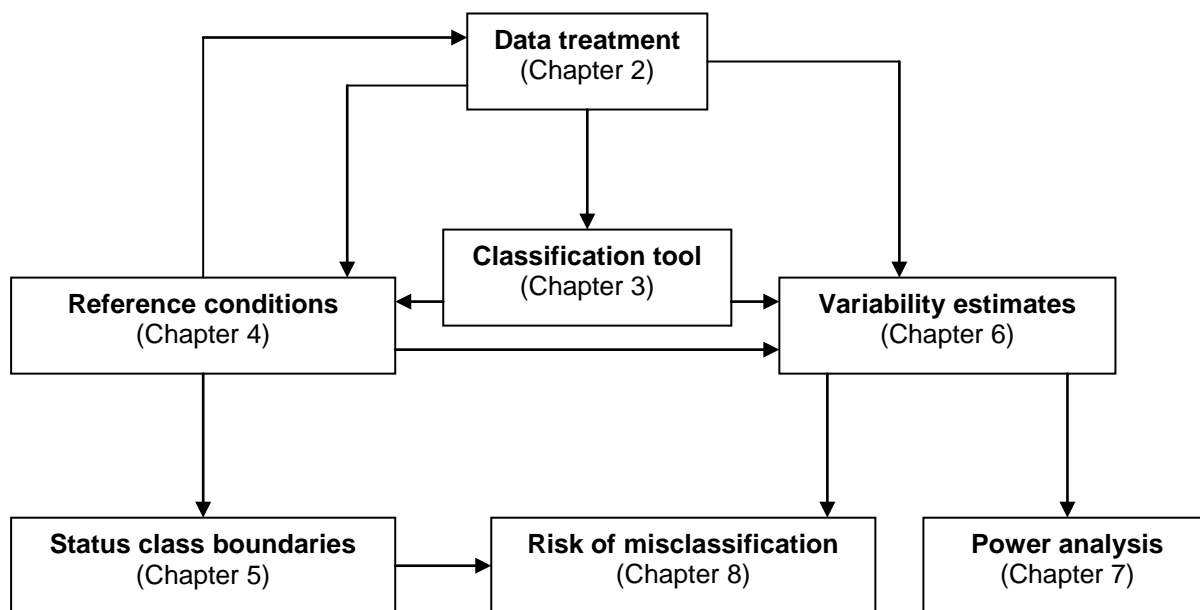 Data treatment
(Chapter 2)
Classification tool
(Chapter 3)
Reference conditions
(Chapter 4)
Variability estimates
(Chapter 6)
Status class boundaries
(Chapter 5)
Risk of misclassification
(Chapter 8)
Power analysis
(Chapter 7)